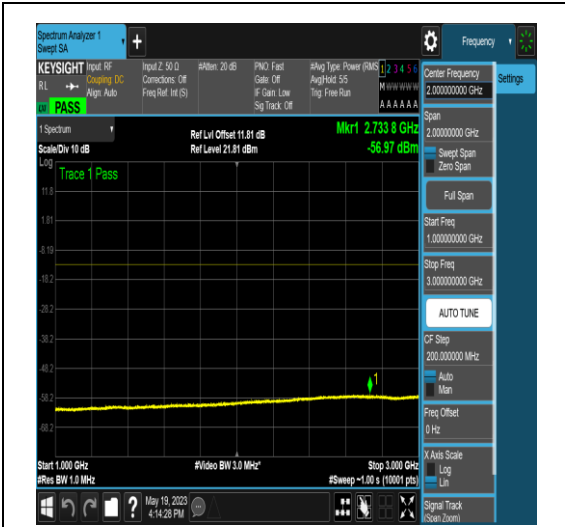 Spectrum Analyzer 1
Swept SA
Frequency
KEYSIGHT
RL
Input: RF
Coupling: DC
Align: Auto
Input Z: 50 Ω
Corrections: Off
Freq Ref: Int (S)
#Atten: 20 dB
PNO: Fast
Gate: Off
IF Gain: Low
Sig Track: Off
#Avg Type: Power (RMS
Avg|Hold: 5/5
Trig: Free Run
1 2 3 4 5 6
M W W W W W
A A A A A A
PASS
1 Spectrum
Scale/Div 10 dB
Ref Lvl Offset 11.81 dB
Ref Level 21.81 dBm
Mkr1 2.733 8 GHz
-56.97 dBm
Log
Trace 1 Pass
11.8
1.81
-8.19
-18.2
-28.2
-38.2
-48.2
-58.2
-68.2
1
Start 1.000 GHz
#Res BW 1.0 MHz
#Video BW 3.0 MHz*
Stop 3.000 GHz
#Sweep ~1.00 s (10001 pts)
May 19, 2023
4:14:28 PM
Center Frequency
2.000000000 GHz
Settings
Span
2.00000000 GHz
Swept Span
Zero Span
Full Span
Start Freq
1.000000000 GHz
Stop Freq
3.000000000 GHz
AUTO TUNE
CF Step
200.000000 MHz
Auto
Man
Freq Offset
0 Hz
X Axis Scale
Log
Lin
Signal Track
(Span Zoom)